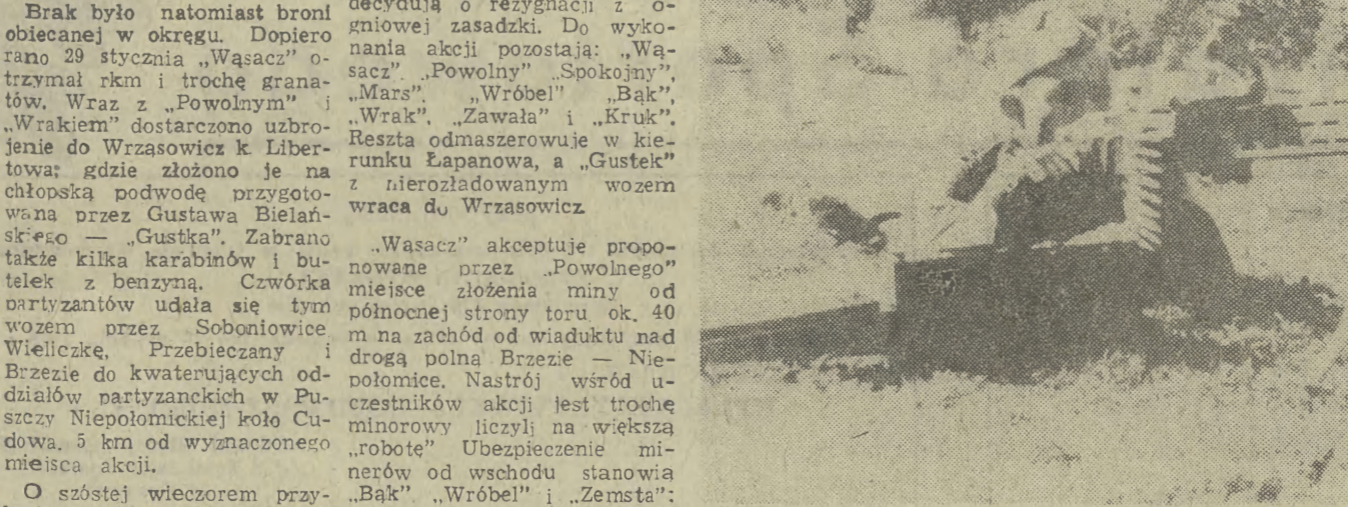 Brak było natomiast broni
obiecanej w okręgu. Dopiero
rano 29 stycznia „Wąsacz” o-
trzymał rkm i trochę grana-
tów. Wraz z „Powolnym” i
„Wrakiem” dostarczono uzbro-
jenie do Wrząsowicz k. Liber-
towa; gdzie złożono je na
chłopską podwodę przygoto-
wana przez Gustawa Bielań-
skiego — „Gustka”. Zabrano
także kilka karabinów i bu-
telek z benzyną. Czwórka
partyzantów udała się tym
wozem przez Soboniowice
Wieliczkę, Przebieczany i
Brzezie do kwaterujących od-
działów partyzanckich w Pu-
szczy Niepołomickiej koło Cu-
dowa, 5 km od wyznaczonego
miejsca akcji.
O szóstej wieczorem przy-
decydują o rezygnacji z o-
gniowej zasadzki. Do wyko-
nania akcji pozostają: „Wą-
sacz”. „Powolny” „Spokojny”,
„Mars”, „Wróbel” „Bąk”,
„Wrak”, „Zawała” i „Kruk”.
Reszta odmaszerowuje w kie-
runku Łapanowa, a „Gustek”
z nierozładowanym wozem
wraca do Wrząsowicz
„Wąsacz” akceptuje propo-
nowane przez „Powolnego”
miejsce złożenia miny od
północnej strony toru ok. 40
m na zachód od wiaduktu nad
drogą polną Brzezie — Nie-
połomice. Nastrój wśród u-
czestników akcji jest trochę
minorowy liczyli na większą
„robotę” Ubezpieczenie mi-
nerów od wschodu stanowią
„Bąk” „Wróbel” i „Zemsta”: